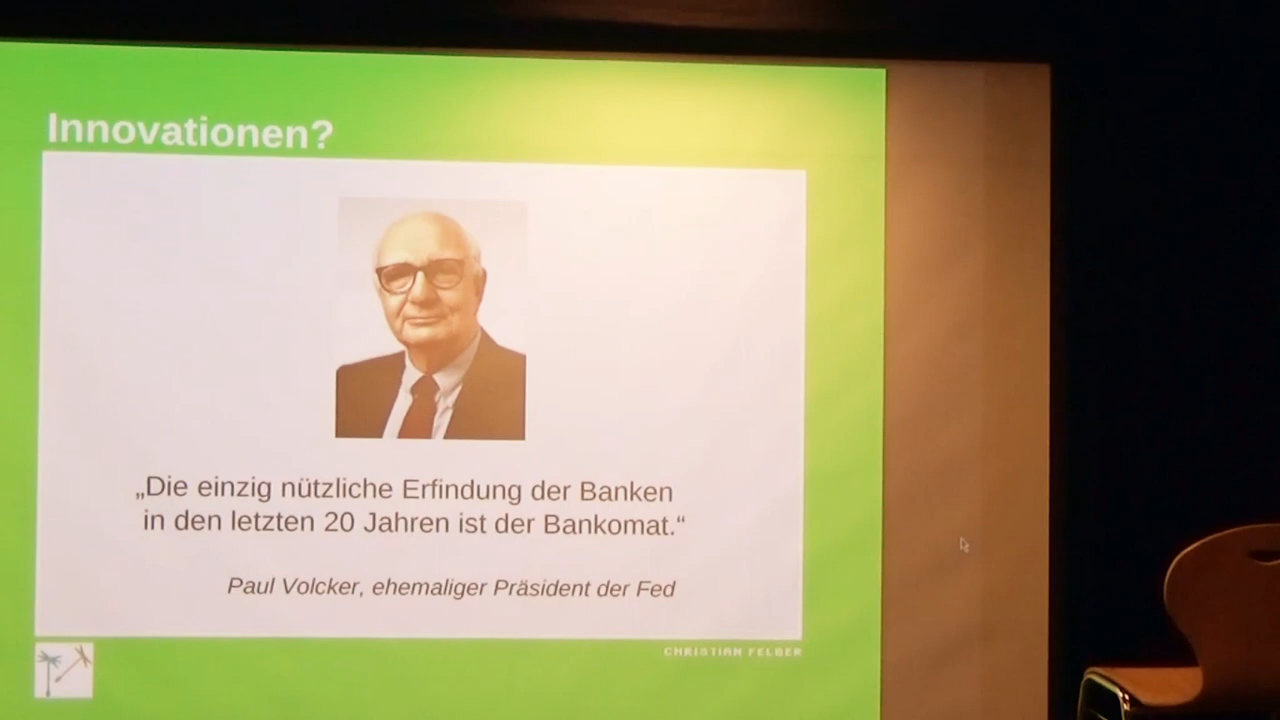 Innovationen?
„Die einzig nützliche Erfindung der Banken
in den letzten 20 Jahren ist der Bankomat.“
Paul Volcker, ehemaliger Präsident der Fed
CHRISTIAN FELBER